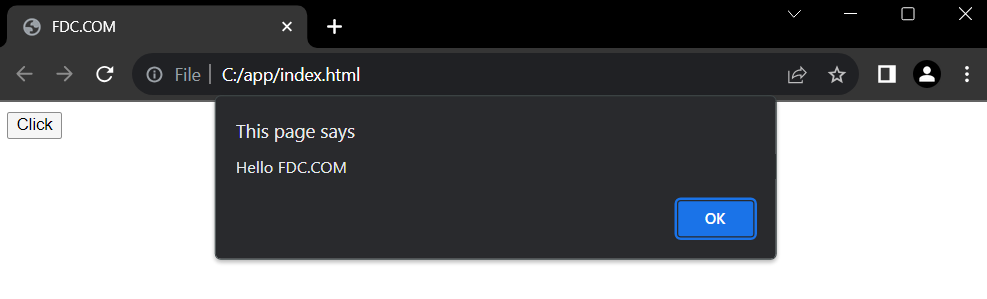 FDC.COM
File C:/app/index.html
Click
This page says
Hello FDC.COM
OK